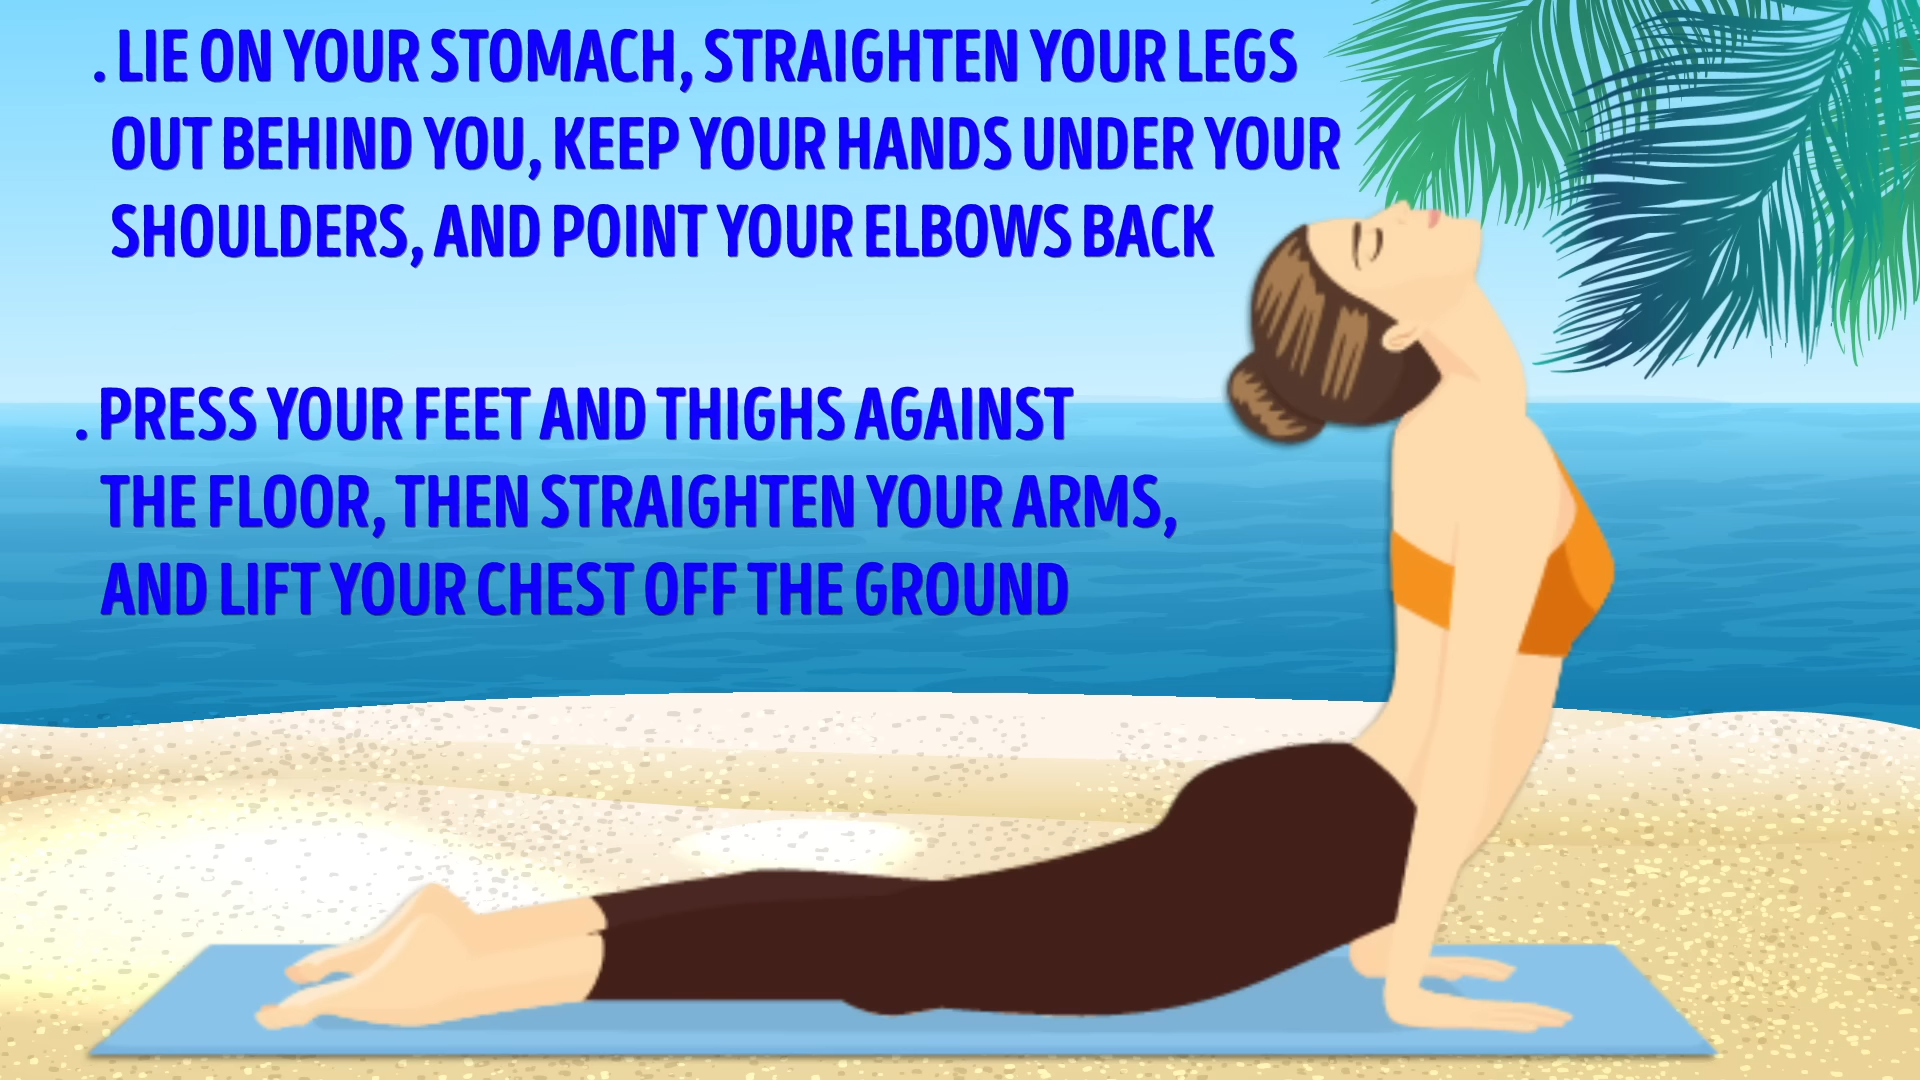 . LIE ON YOUR STOMACH, STRAIGHTEN YOUR LEGS
OUT BEHIND YOU, KEEP YOUR HANDS UNDER YOUR
SHOULDERS, AND POINT YOUR ELBOWS BACK
. PRESS YOUR FEET AND THIGHS AGAINST
THE FLOOR, THEN STRAIGHTEN YOUR ARMS,
AND LIFT YOUR CHEST OFF THE GROUND